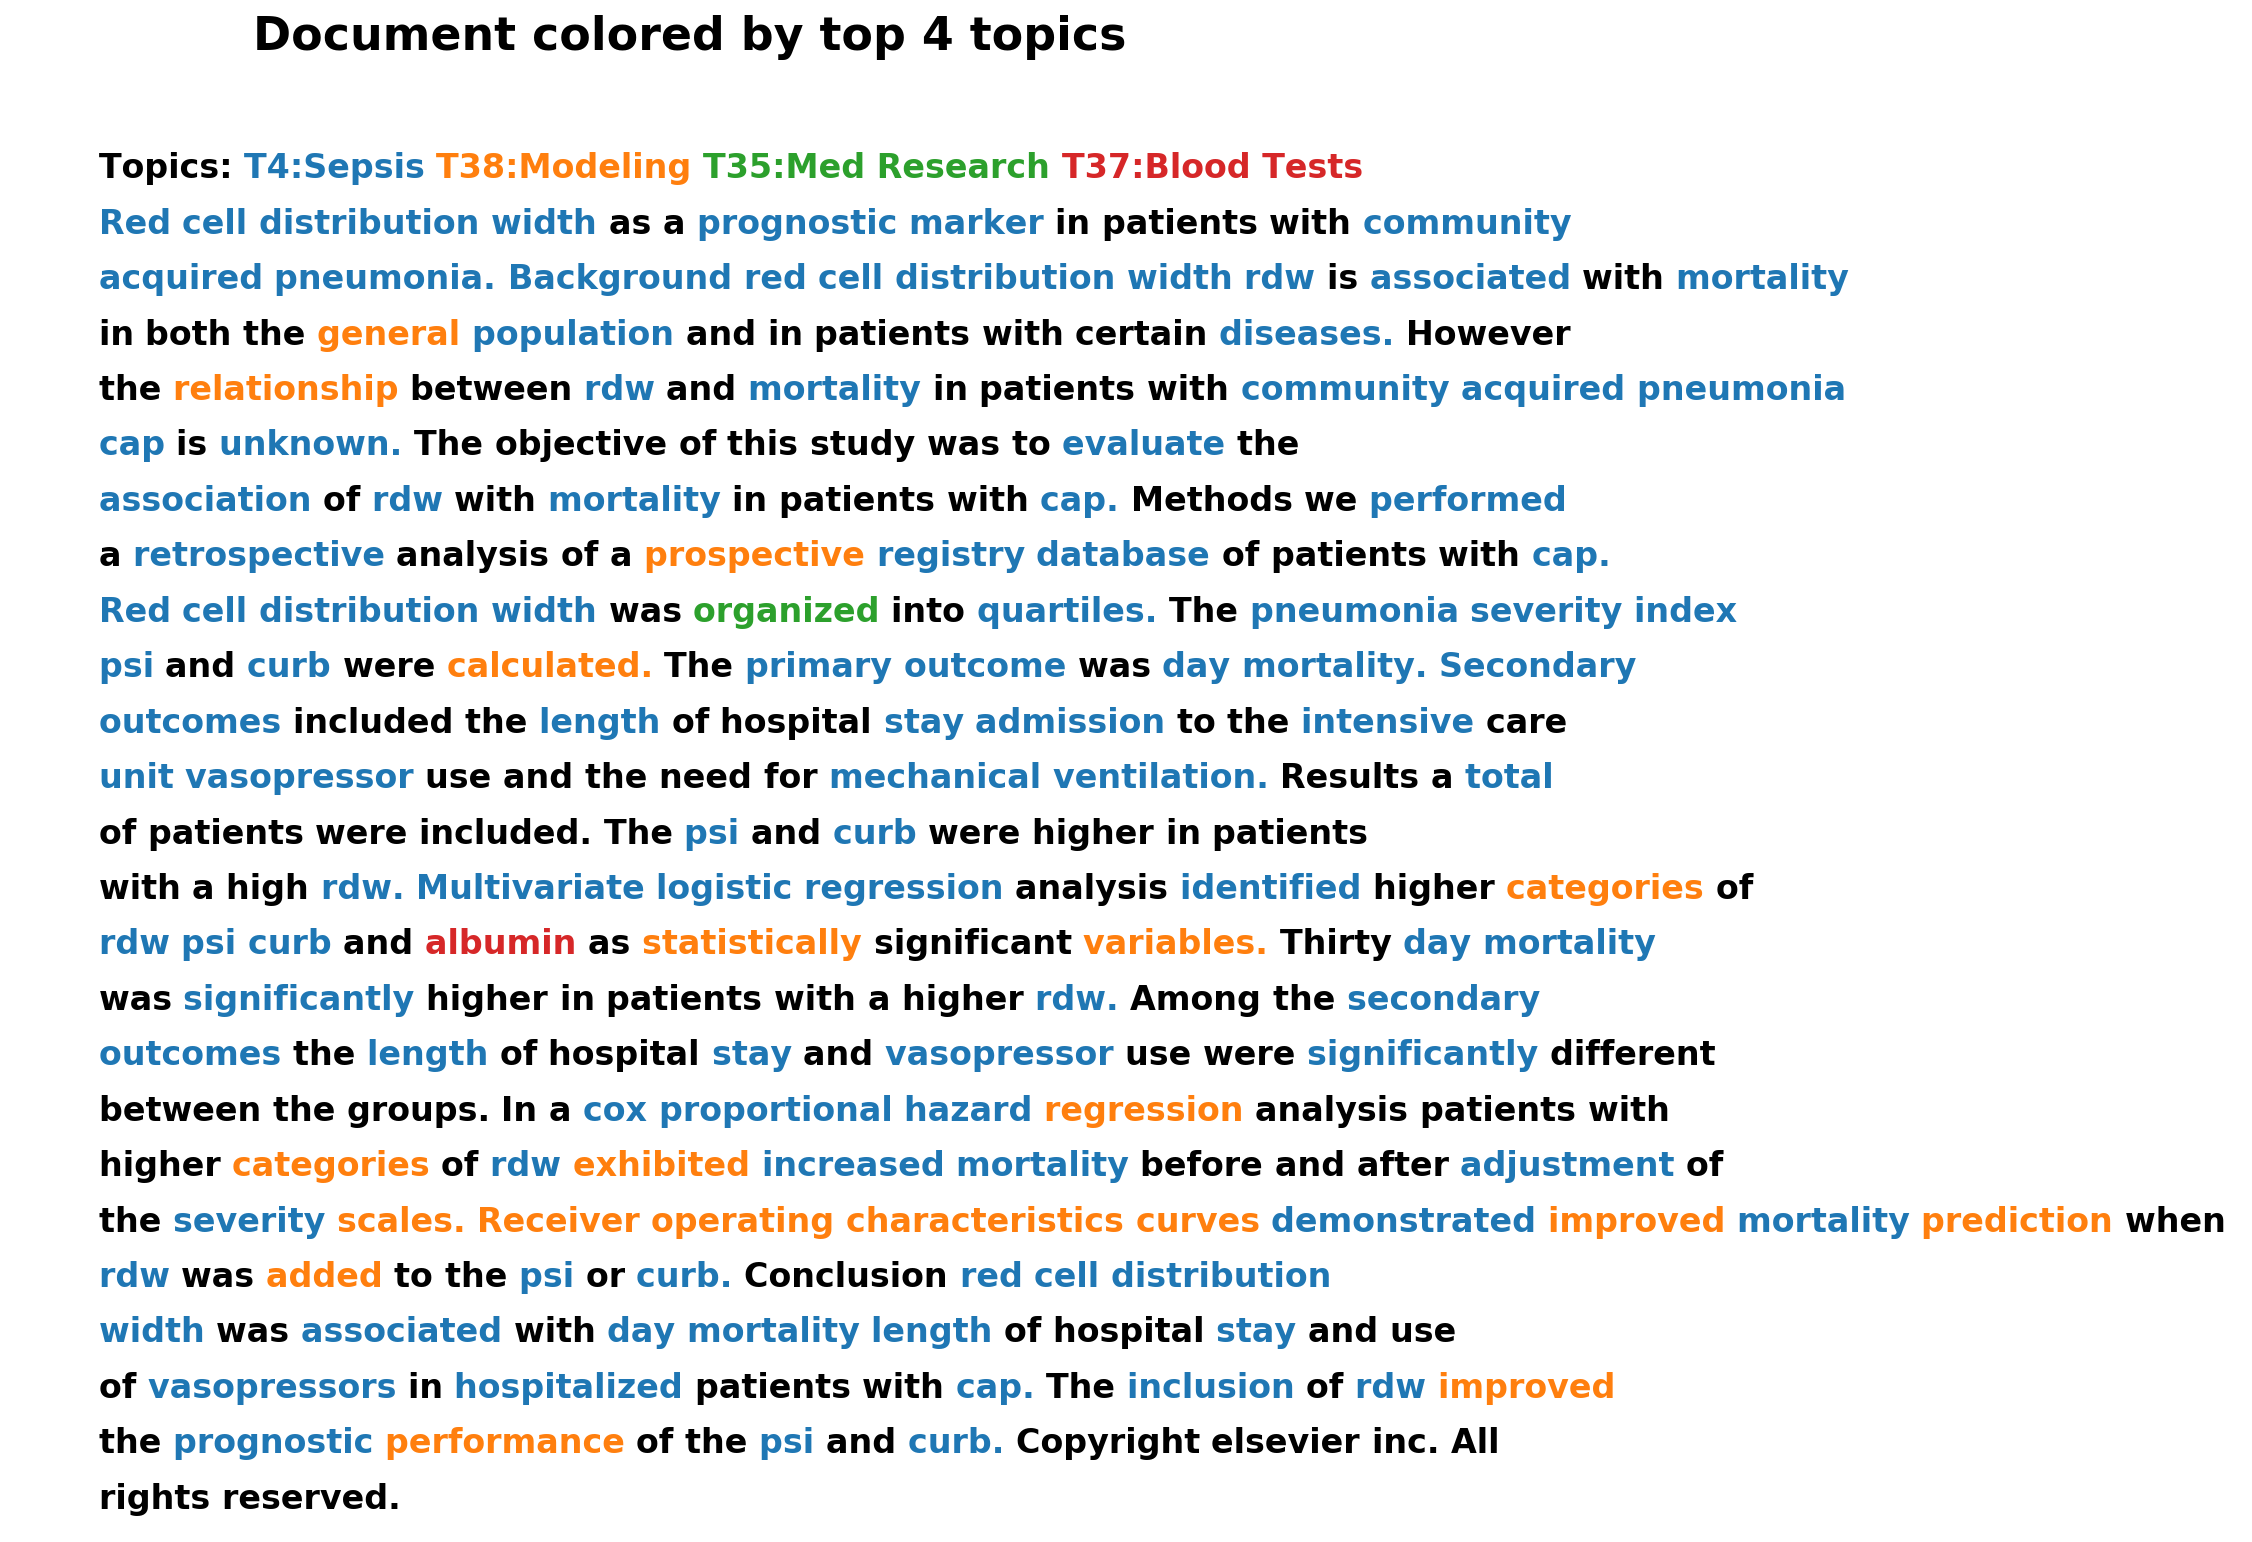 Document colored by top 4 topics
Topics: T4:Sepsis T38:Modeling T35:Med Research T37:Blood Tests
Red cell distribution width as a prognostic marker in patients with community
acquired pneumonia. Background red cell distribution width rdw is associated with mortality
in both the general population and in patients with certain diseases. However
the relationship between rdw and mortality in patients with community acquired pneumonia
cap is unknown. The objective of this study was to evaluate the
association of rdw with mortality in patients with cap. Methods we performed
a retrospective analysis of a prospective registry database of patients with cap.
Red cell distribution width was organized into quartiles. The pneumonia severity index
psi and curb were calculated. The primary outcome was day mortality. Secondary
outcomes included the length of hospital stay admission to the intensive care
unit vasopressor use and the need for mechanical ventilation. Results a total
of patients were included. The psi and curb were higher in patients
with a high rdw. Multivariate logistic regression analysis identified higher categories of
rdw psi curb and albumin as statistically significant variables. Thirty day mortality
was significantly higher in patients with a higher rdw. Among the secondary
outcomes the length of hospital stay and vasopressor use were significantly different
between the groups. In a cox proportional hazard regression analysis patients with
higher categories of rdw exhibited increased mortality before and after adjustment of
the severity scales. Receiver operating characteristics curves demonstrated improved mortality prediction when
rdw was added to the psi or curb. Conclusion red cell distribution
width was associated with day mortality length of hospital stay and use
of vasopressors in hospitalized patients with cap. The inclusion of rdw improved
the prognostic performance of the psi and curb. Copyright elsevier inc. All
rights reserved.